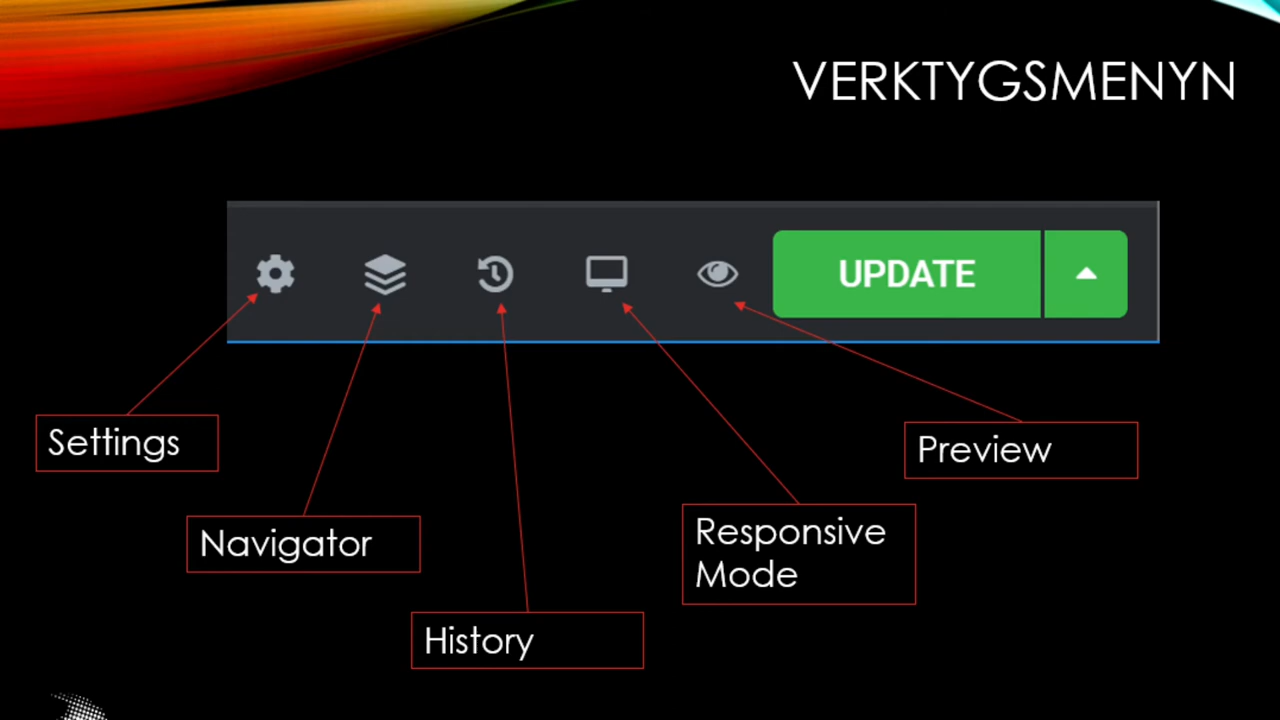 VERKTYGSMENYN
UPDATE
Settings
Preview
Navigator
Responsive
Mode
History